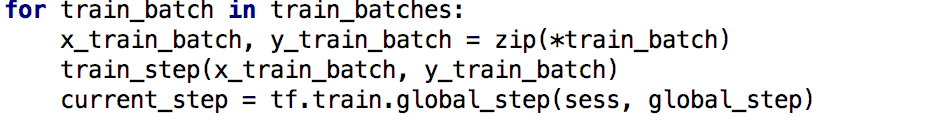 for train_batch in train_batches:
    x_train_batch, y_train_batch = zip(*train_batch)
    train_step(x_train_batch, y_train_batch)
    current_step = tf.train.global_step(sess, global_step)